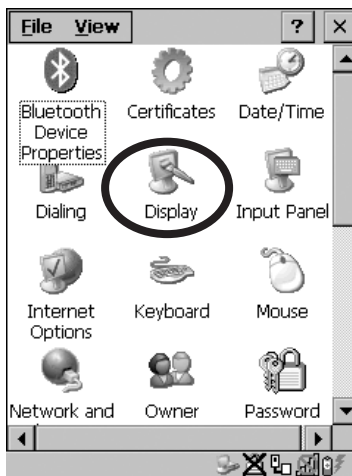 File View ? ×
Bluetooth Device Properties
Certificates
Date/Time
Dialing
Display
Input Panel
Internet Options
Keyboard
Mouse
Network and
Owner
Password